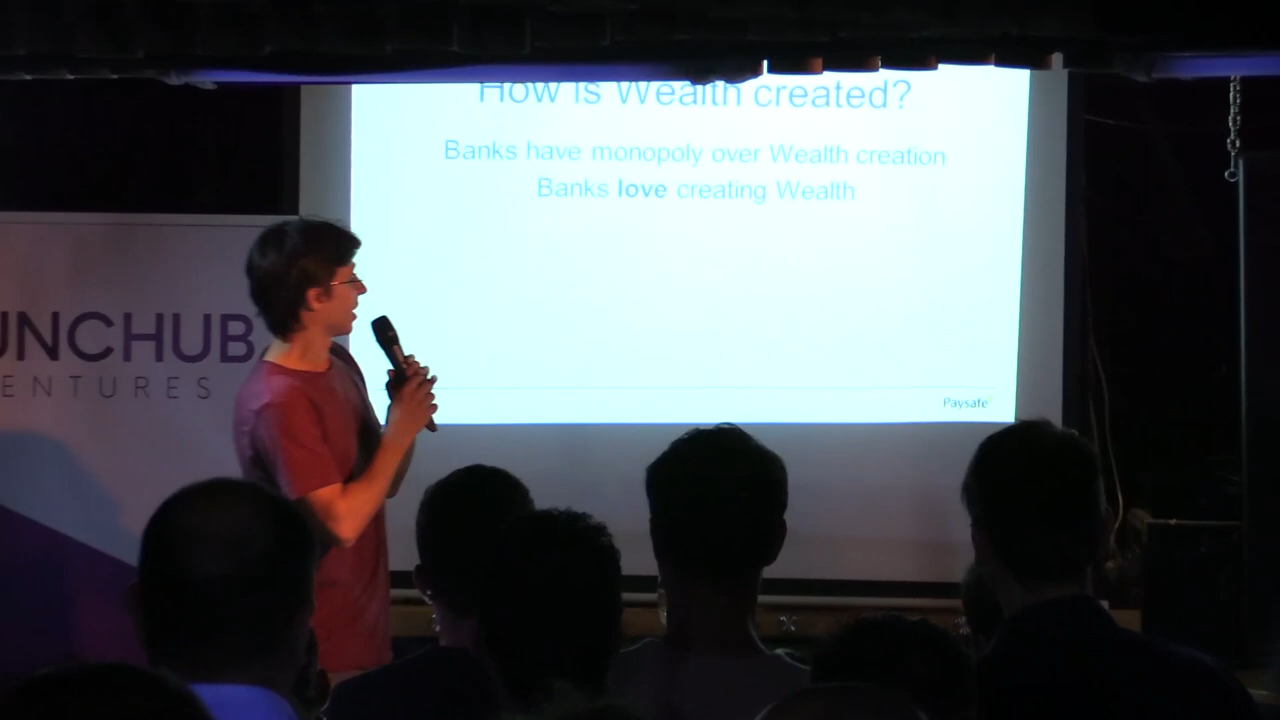 How is Wealth created?
Banks have monopoly over Wealth creation
Banks love creating Wealth
Paysafe
UNCHUB
ENTURES